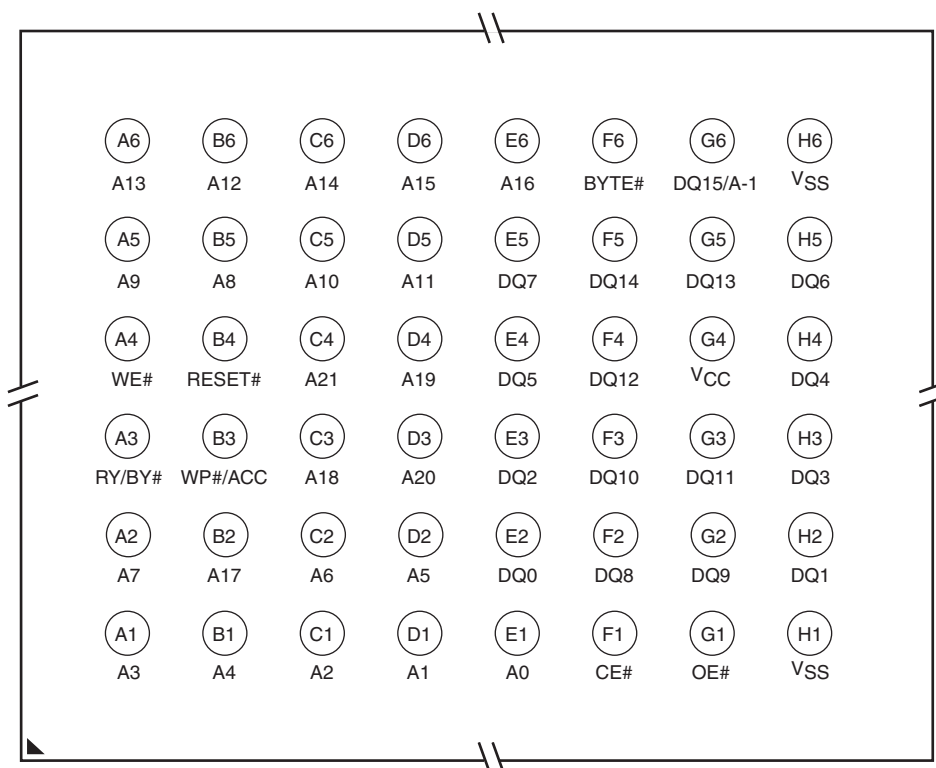 A6 B6 C6 D6 E6 F6 G6 H6
A13 A12 A14 A15 A16 BYTE# DQ15/A-1 VSS
A5 B5 C5 D5 E5 F5 G5 H5
A9 A8 A10 A11 DQ7 DQ14 DQ13 DQ6
A4 B4 C4 D4 E4 F4 G4 H4
WE# RESET# A21 A19 DQ5 DQ12 VCC DQ4
A3 B3 C3 D3 E3 F3 G3 H3
RY/BY# WP#/ACC A18 A20 DQ2 DQ10 DQ11 DQ3
A2 B2 C2 D2 E2 F2 G2 H2
A7 A17 A6 A5 DQ0 DQ8 DQ9 DQ1
A1 B1 C1 D1 E1 F1 G1 H1
A3 A4 A2 A1 A0 CE# OE# VSS